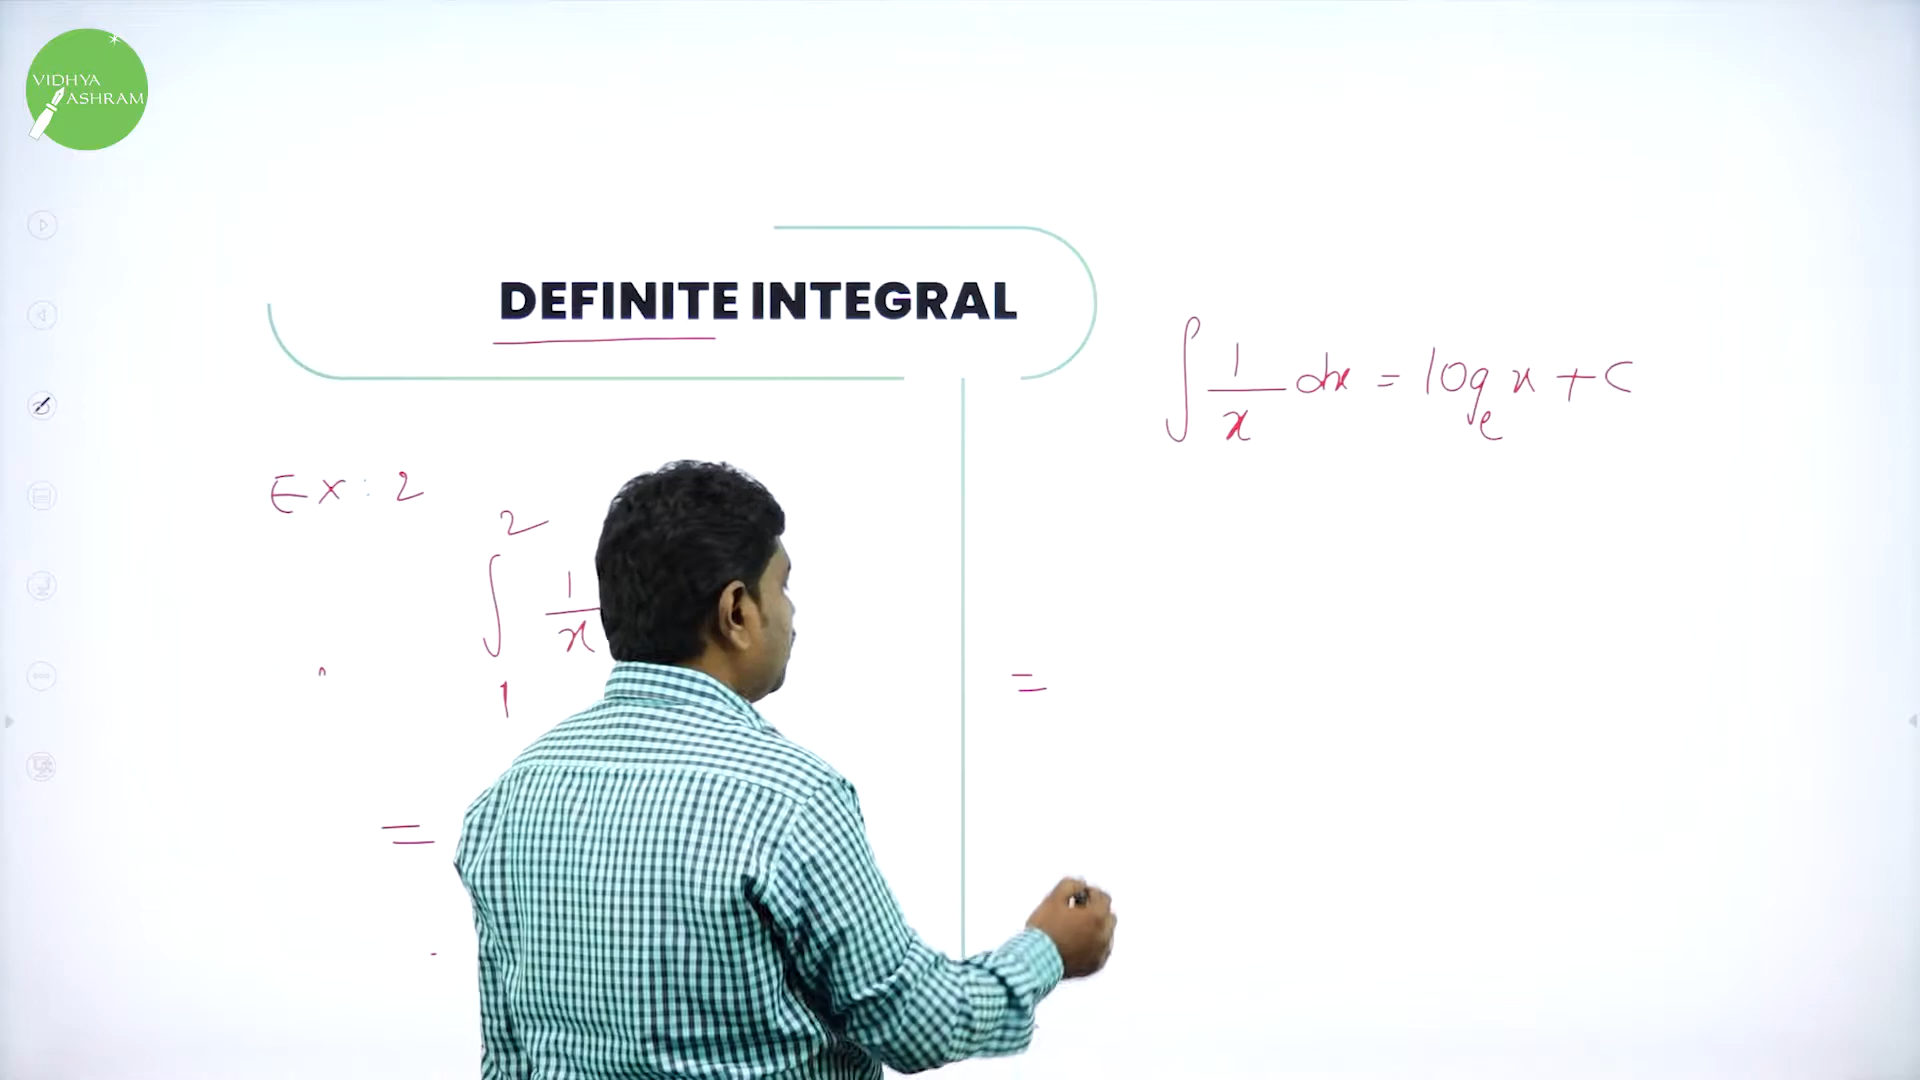 VIDHYA
ASHRAM
DEFINITE INTEGRAL
∫ 1/x dx = log_e x + C
Ex: 2
2
∫ 1/x
1
=
=